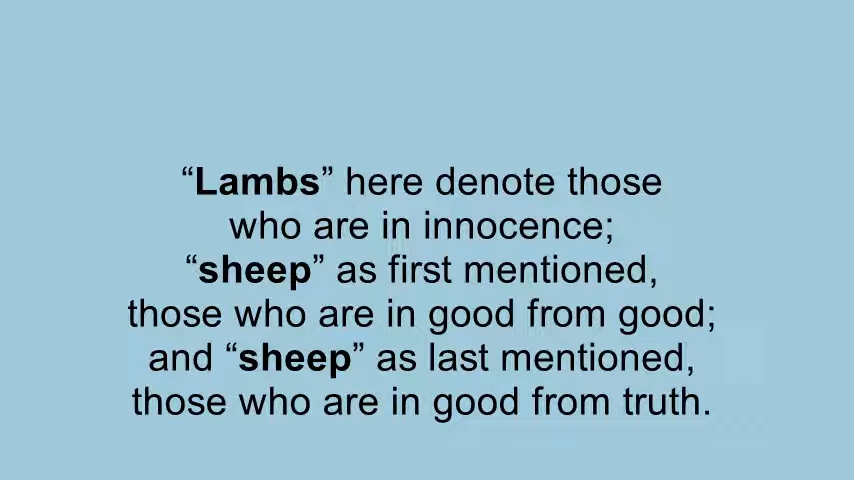 “Lambs” here denote those
who are in innocence;
“sheep” as first mentioned,
those who are in good from good;
and “sheep” as last mentioned,
those who are in good from truth.